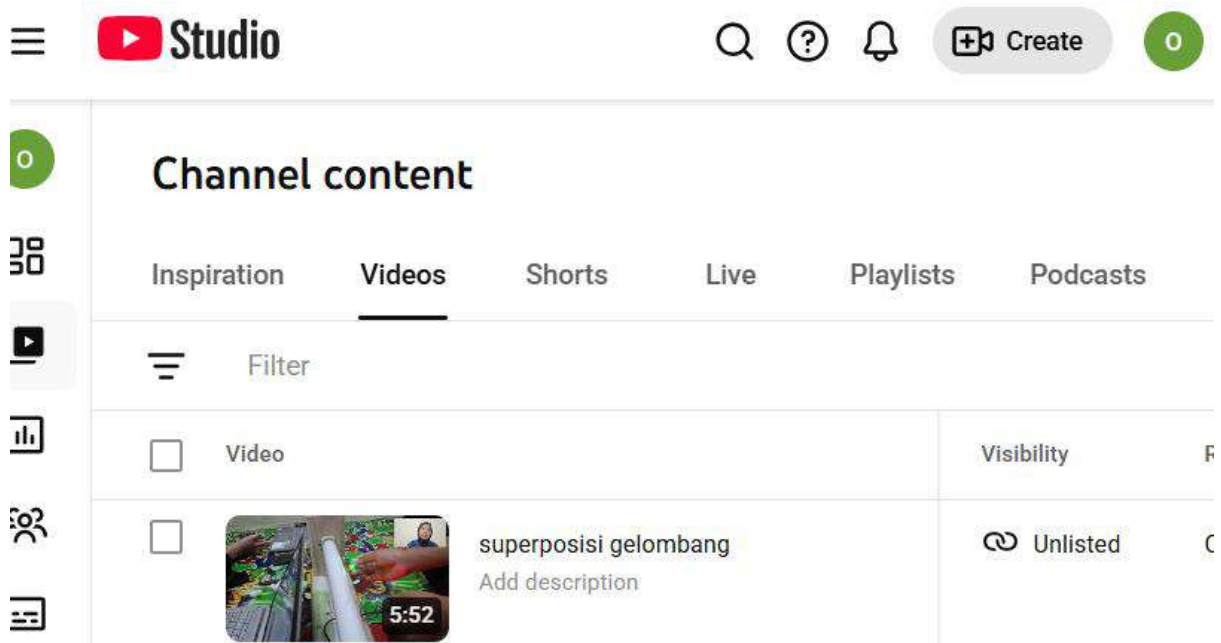 Studio
Create
O
O
Channel content
Inspiration Videos Shorts Live Playlists Podcasts
Filter
Video Visibility
superposisi gelombang Unlisted
Add description
5:52